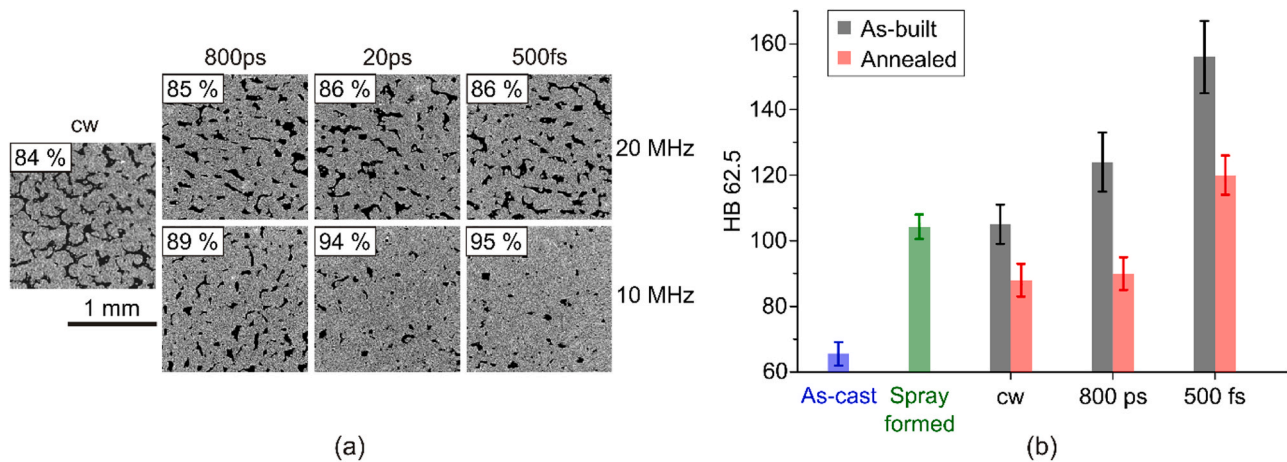 800ps 20ps 500fs
cw
84 %
85 % 86 % 86 %
20 MHz
89 % 94 % 95 %
10 MHz
1 mm
(a)
As-built
Annealed
HB 62.5
160
140
120
100
80
60
As-cast Spray formed cw 800 ps 500 fs
(b)